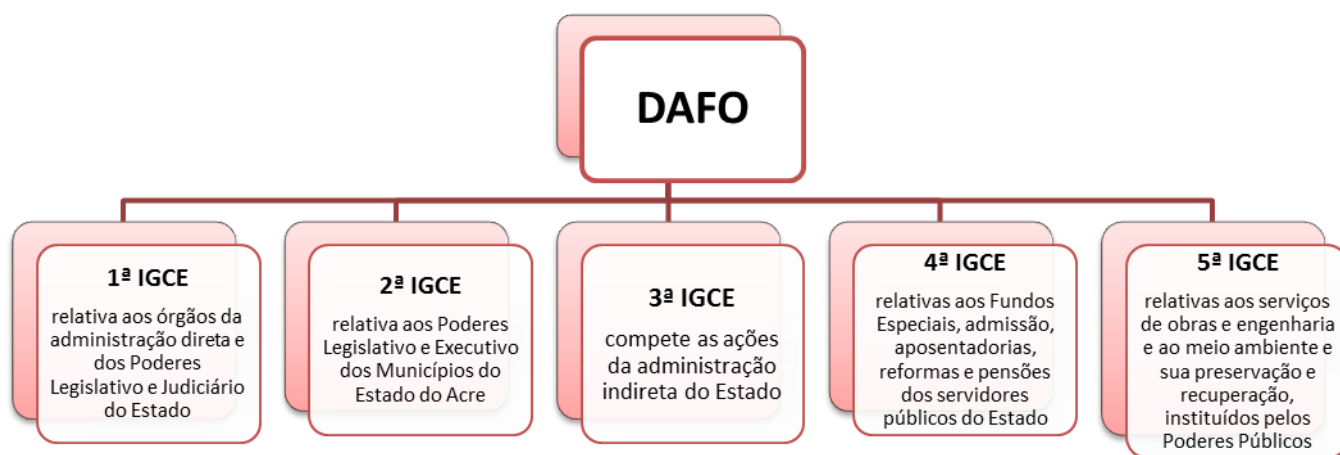 DAFO
1ª IGCE
relativa aos órgãos da
administração direta e
dos Poderes
Legislativo e Judiciário
do Estado
2ª IGCE
relativa aos Poderes
Legislativo e Executivo
dos Municípios do
Estado do Acre
3ª IGCE
compete as ações
da administração
indireta do Estado
4ª IGCE
relativas aos Fundos
Especiais, admissão,
aposentadorias,
reformas e pensões
dos servidores
públicos do Estado
5ª IGCE
relativas aos serviços
de obras e engenharia
e ao meio ambiente e
sua preservação e
recuperação,
instituídos pelos
Poderes Públicos